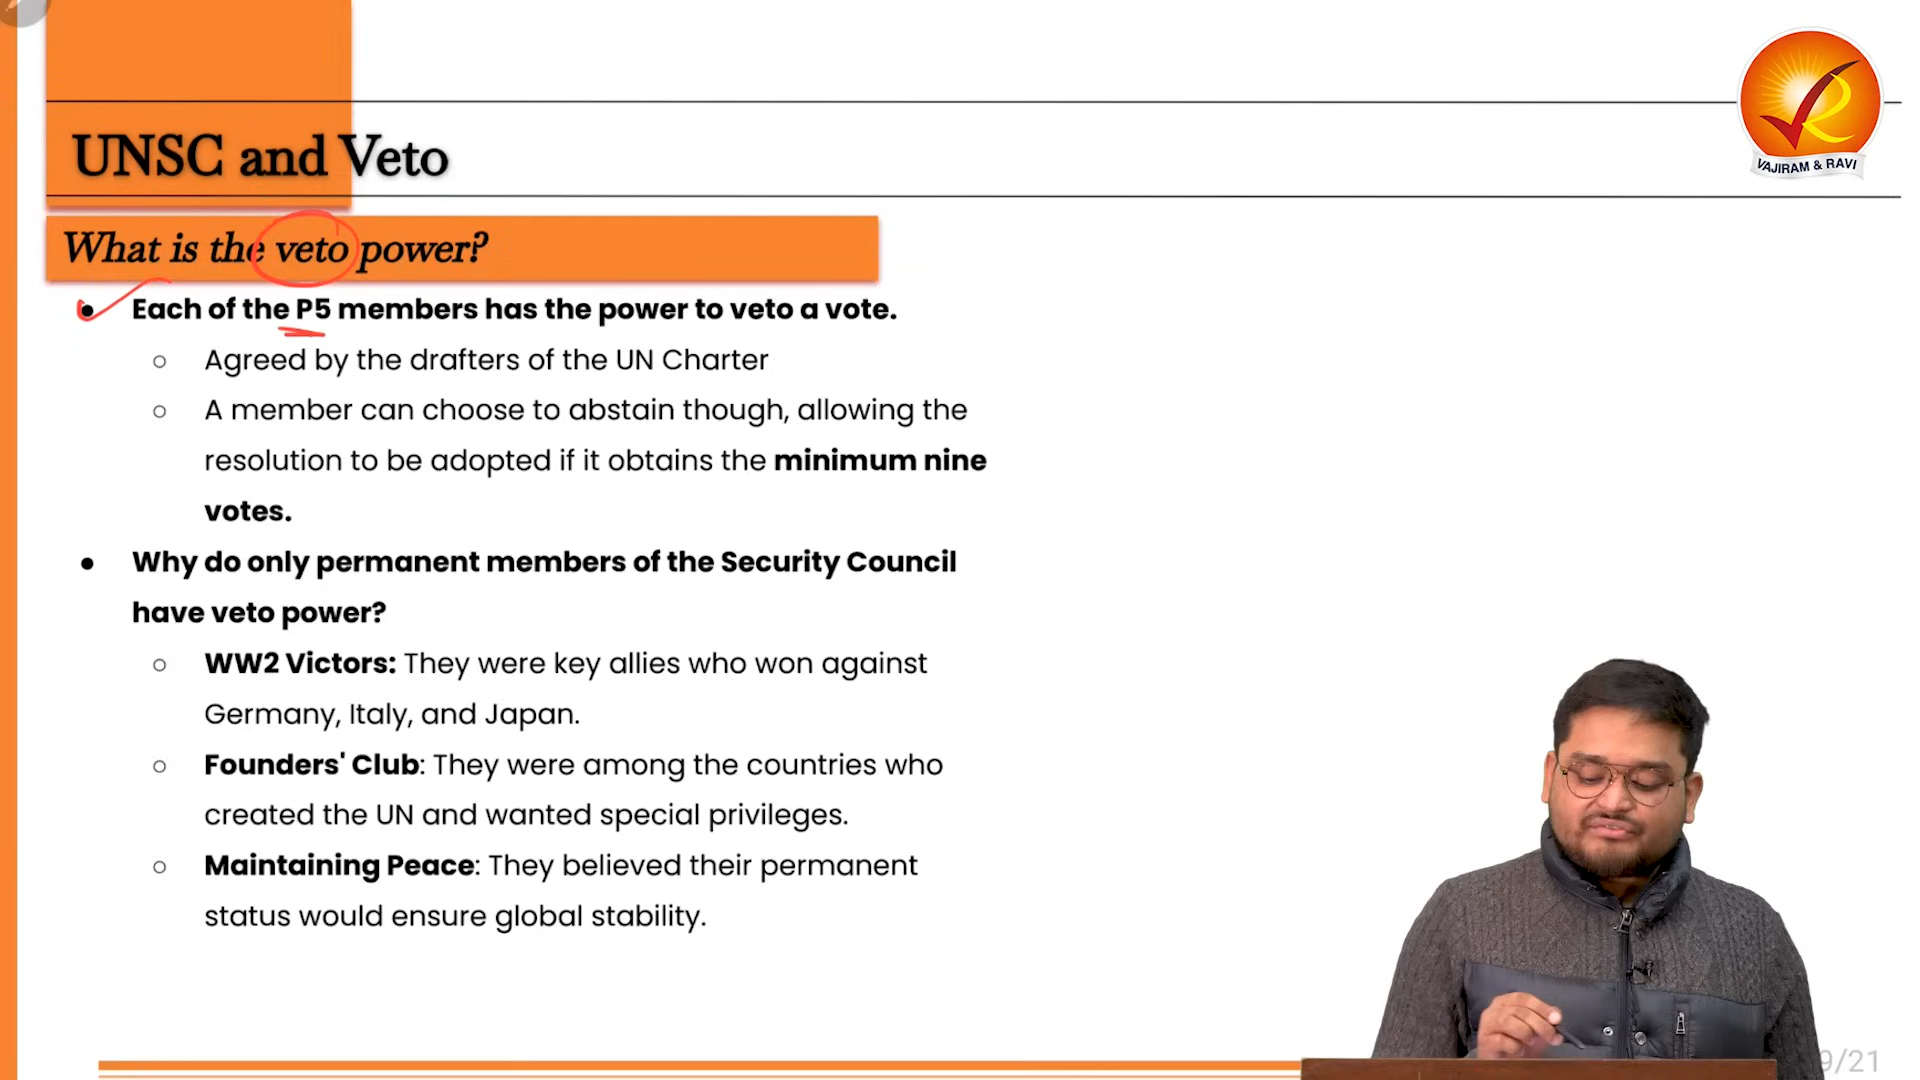 VAJIRAM & RAVI
UNSC and Veto
What is the veto power?
● Each of the P5 members has the power to veto a vote.
○ Agreed by the drafters of the UN Charter
○ A member can choose to abstain though, allowing the
resolution to be adopted if it obtains the minimum nine
votes.
● Why do only permanent members of the Security Council
have veto power?
○ WW2 Victors: They were key allies who won against
Germany, Italy, and Japan.
○ Founders' Club: They were among the countries who
created the UN and wanted special privileges.
○ Maintaining Peace: They believed their permanent
status would ensure global stability.
9/21